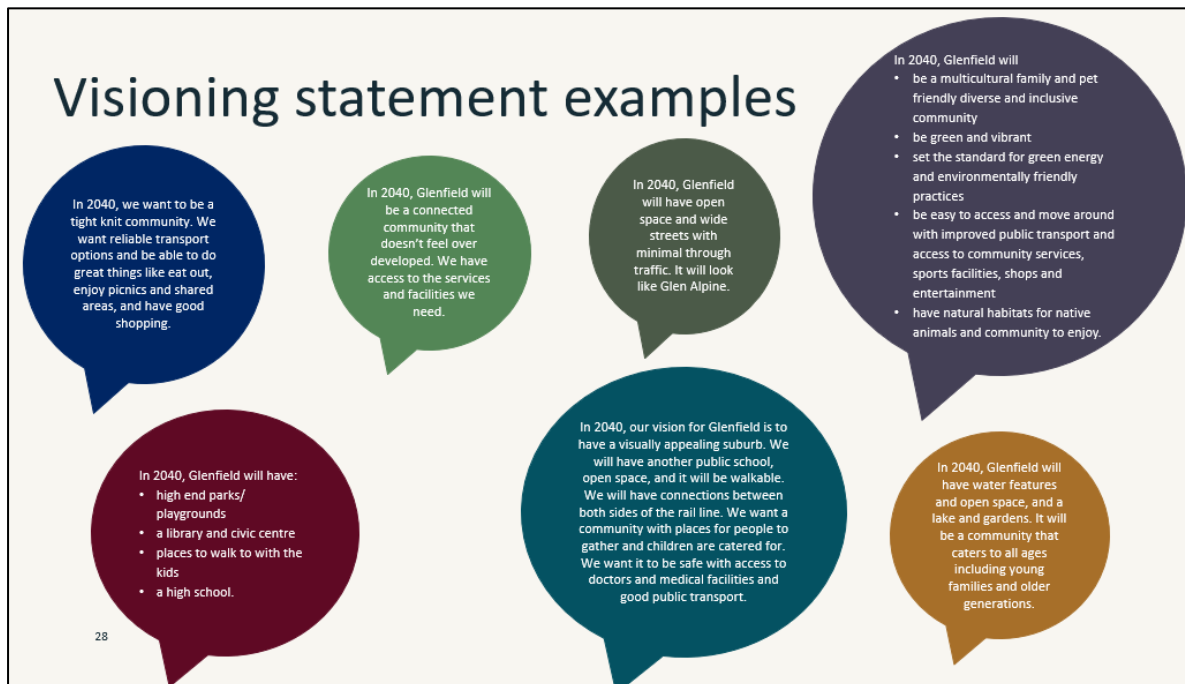 Visioning statement examples
In 2040, we want to be a
tight knit community. We
want reliable transport
options and be able to do
great things like eat out,
enjoy picnics and shared
areas, and have good
shopping.
In 2040, Glenfield will
be a connected
community that
doesn't feel over
developed. We have
access to the services
and facilities we
need.
In 2040, Glenfield
will have open
space and wide
streets with
minimal through
traffic. It will look
like Glen Alpine.
In 2040, Glenfield will
• be a multicultural family and pet
friendly diverse and inclusive
community
• be green and vibrant
• set the standard for green energy
and environmentally friendly
practices
• be easy to access and move around
with improved public transport and
access to community services,
sports facilities, shops and
entertainment
• have natural habitats for native
animals and community to enjoy.
In 2040, Glenfield will have:
• high end parks/
playgrounds
• a library and civic centre
• places to walk to with the
kids
• a high school.
In 2040, our vision for Glenfield is to
have a visually appealing suburb. We
will have another public school,
open space, and it will be walkable.
We will have connections between
both sides of the rail line. We want a
community with places for people to
gather and children are catered for.
We want it to be safe with access to
doctors and medical facilities and
good public transport.
In 2040, Glenfield will
have water features
and open space, and a
lake and gardens. It will
be a community that
caters to all ages
including young
families and older
generations.
28